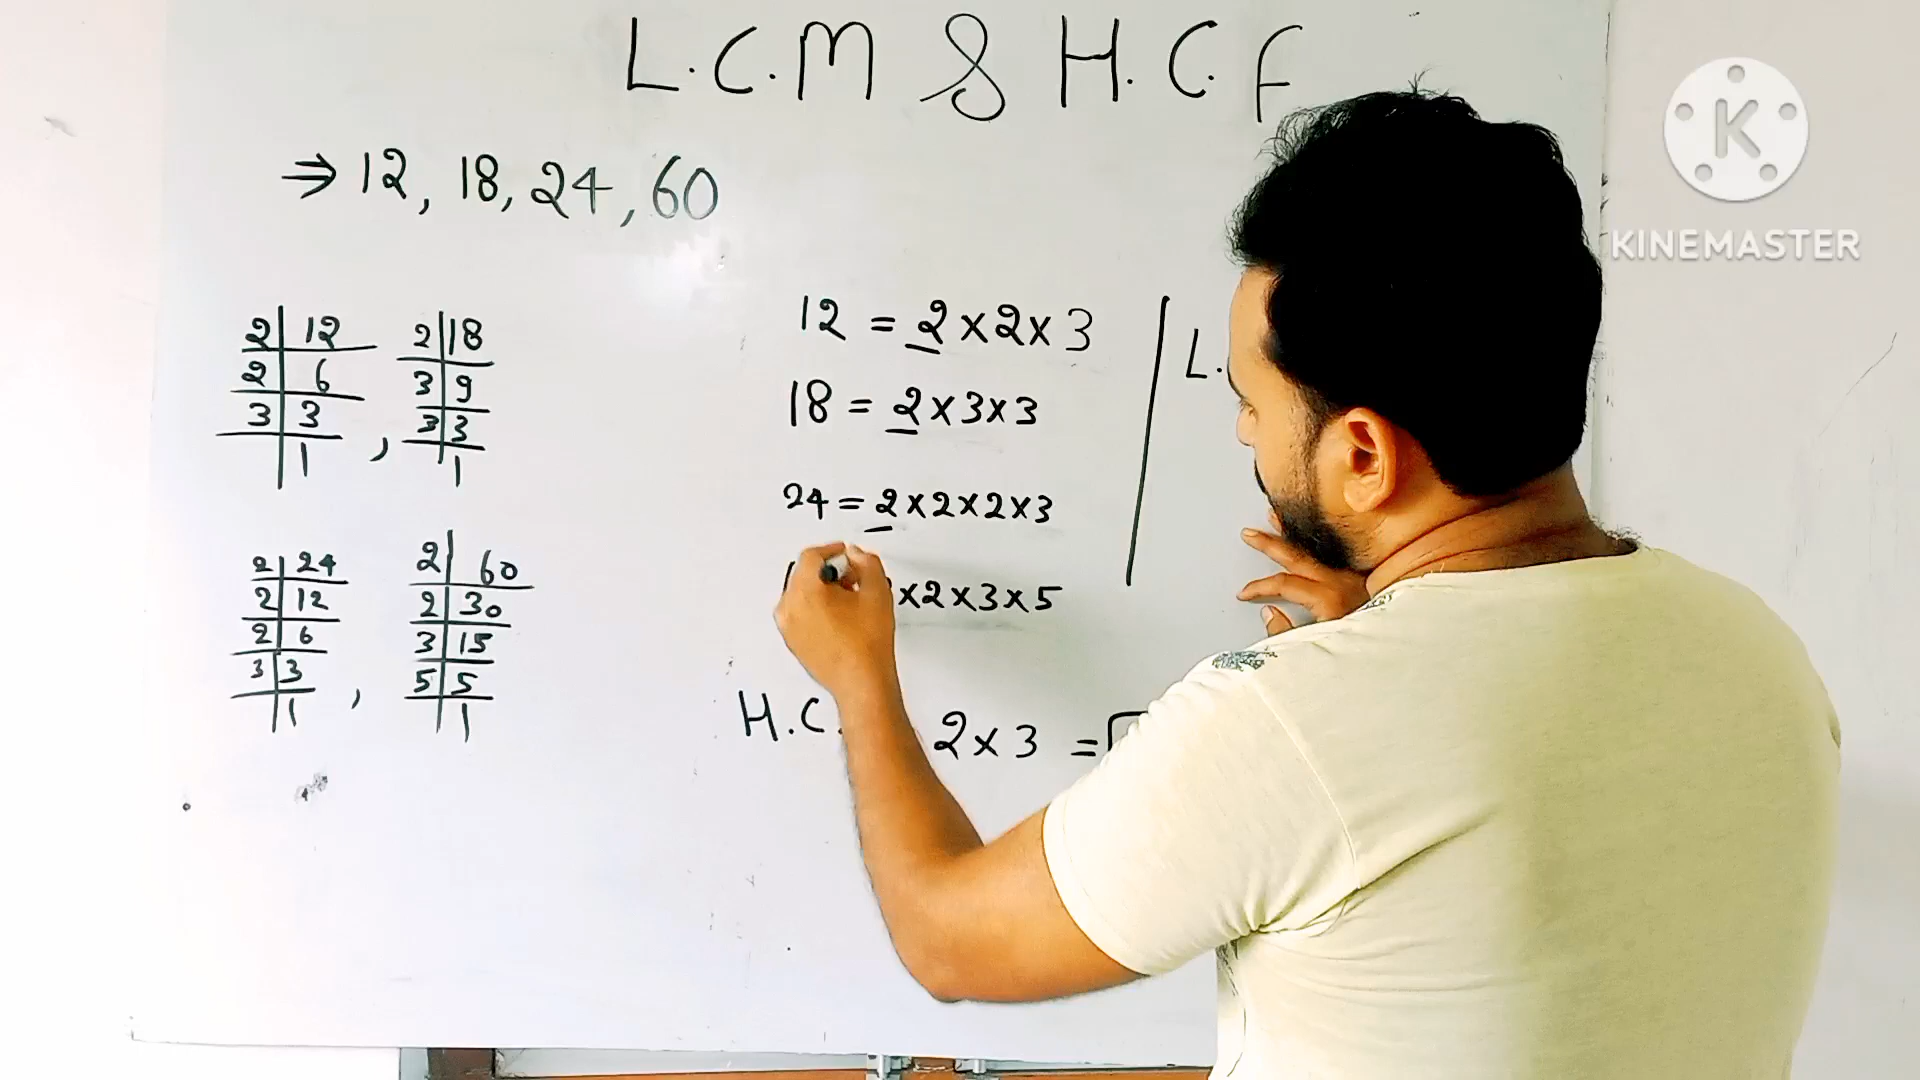 L.C.M & H.C.F
⇒ 12, 18, 24, 60
2 | 12
2 | 6
3 | 3
1 ,
2 | 18
3 | 9
3 | 3
1
2 | 24
2 | 12
2 | 6
3 | 3
1 ,
2 | 60
2 | 30
3 | 15
5 | 5
1
12 = 2 × 2 × 3
18 = 2 × 3 × 3
24 = 2 × 2 × 2 × 3
× 2 × 3 × 5
H.C. 2 × 3 =
L.
K
KINEMASTER